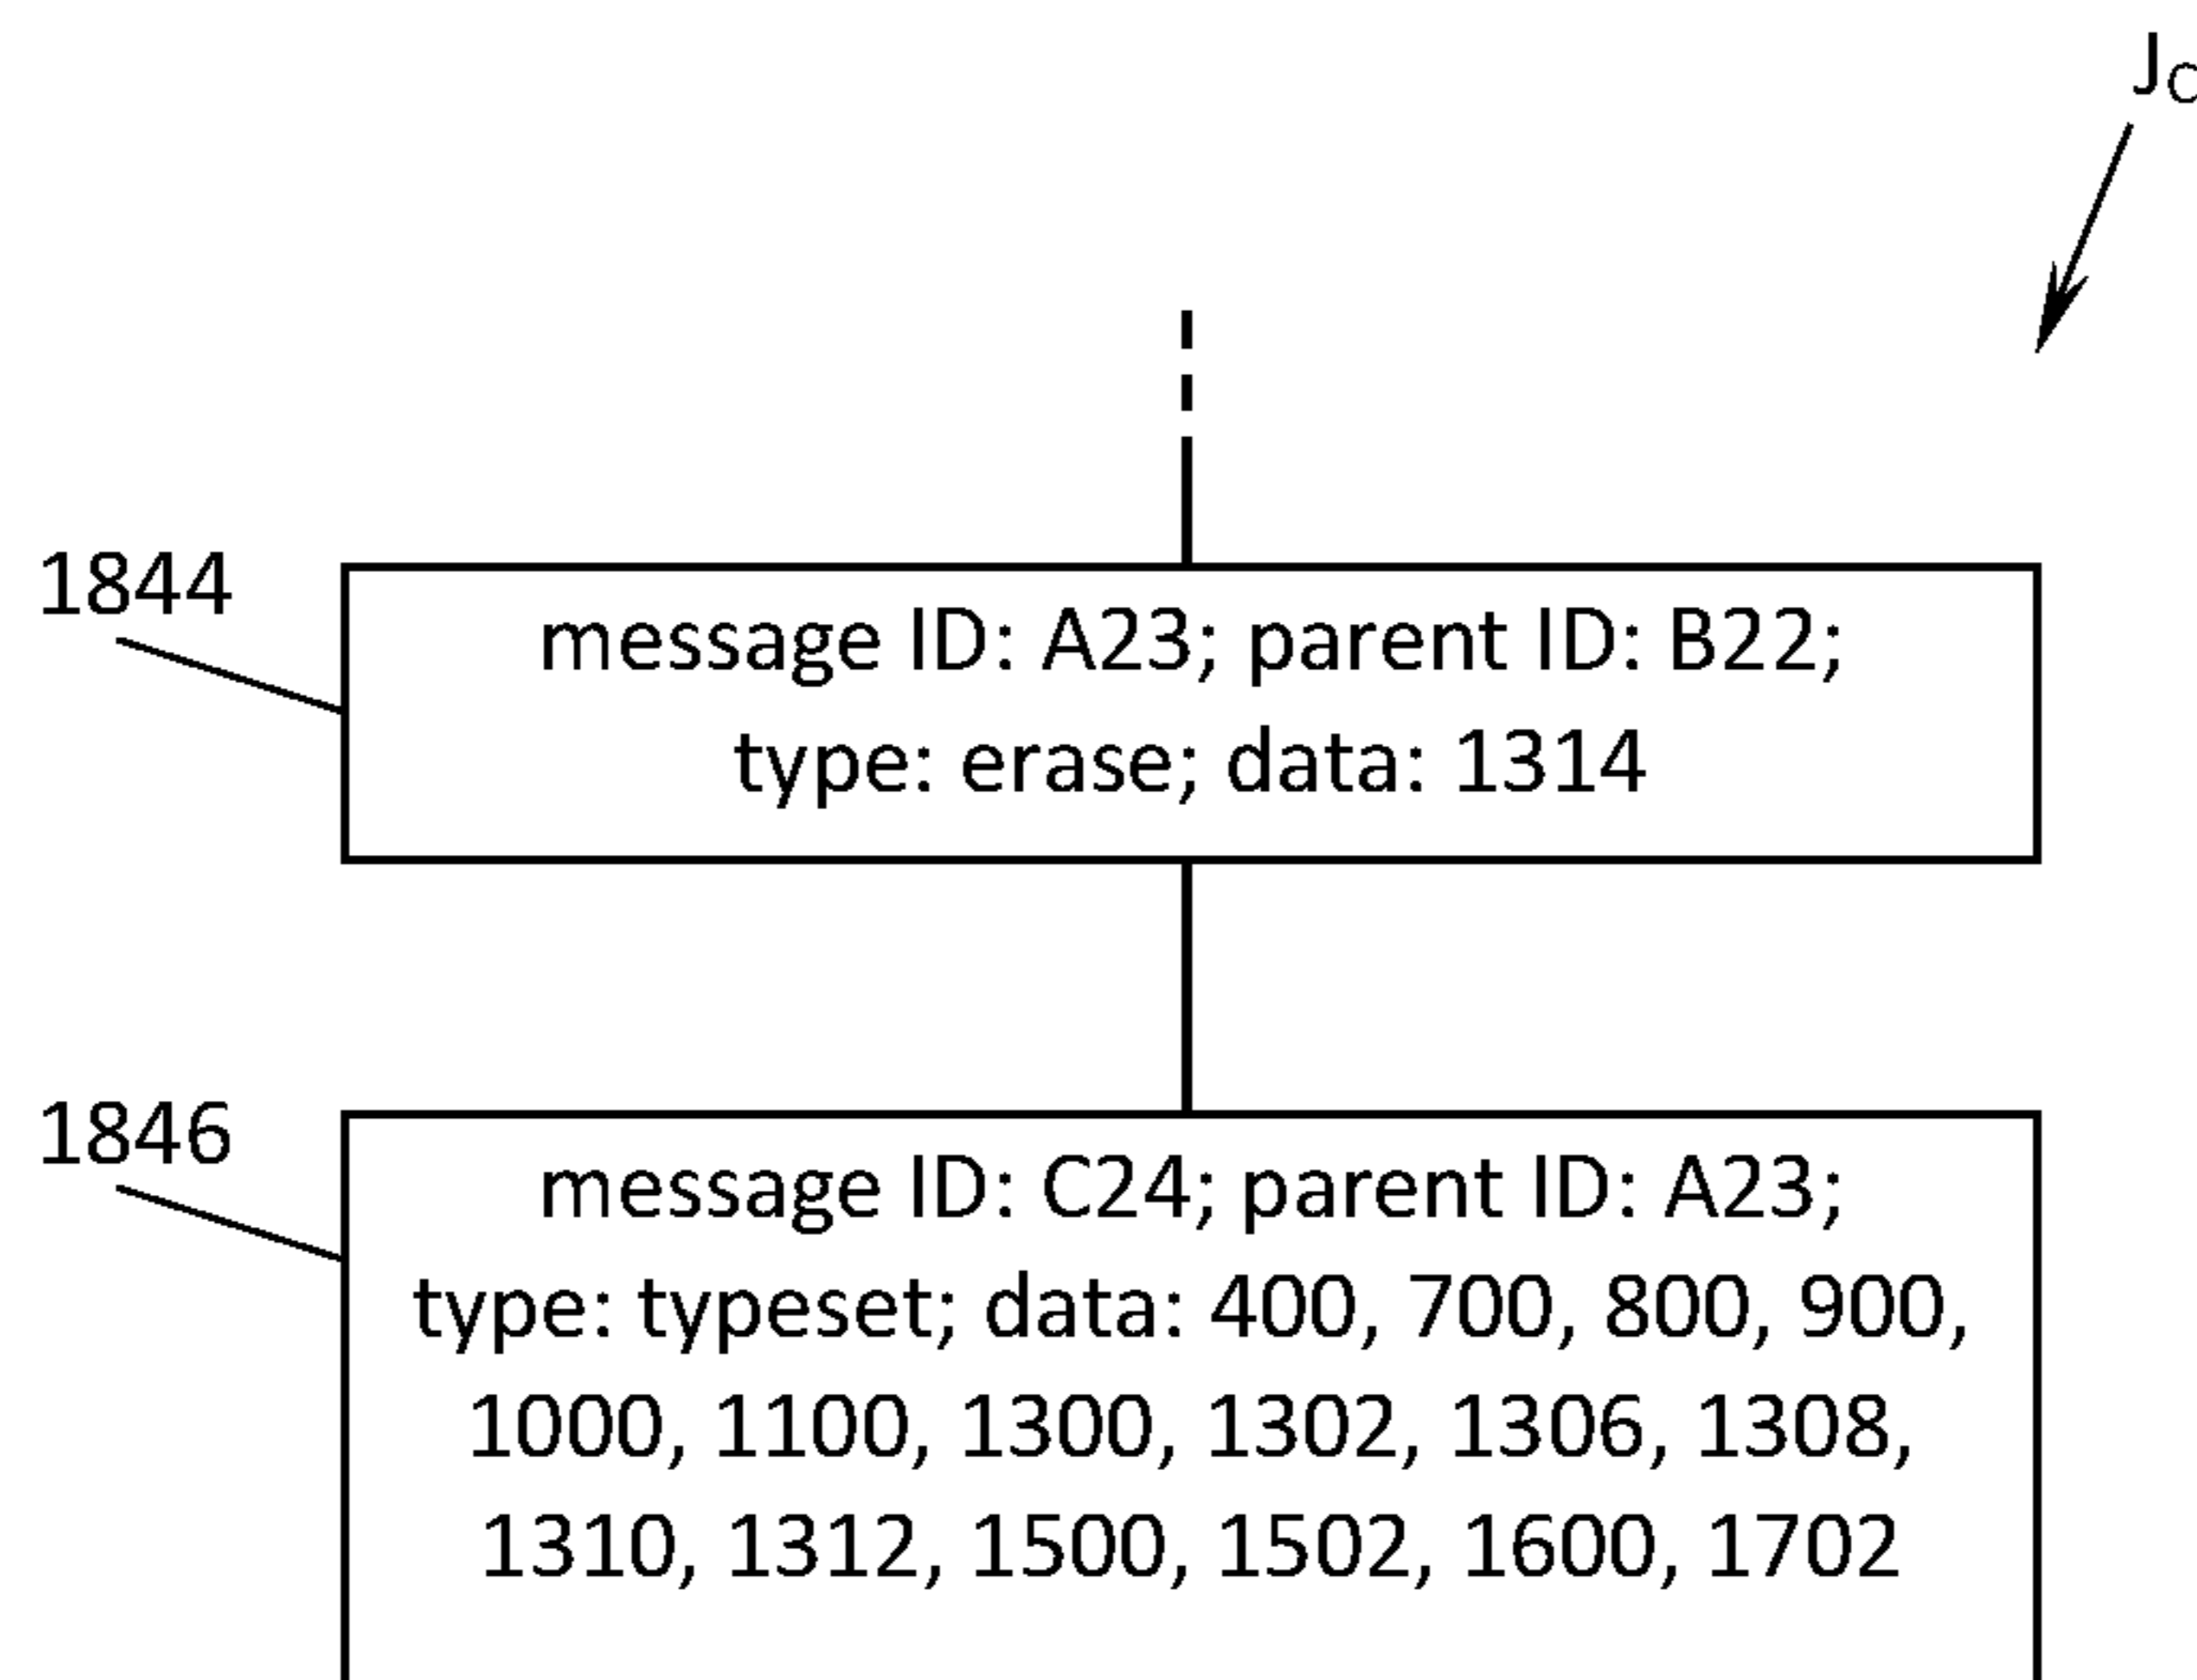 J_C
1844
message ID: A23; parent ID: B22;
type: erase; data: 1314
1846
message ID: C24; parent ID: A23;
type: typeset; data: 400, 700, 800, 900,
1000, 1100, 1300, 1302, 1306, 1308,
1310, 1312, 1500, 1502, 1600, 1702